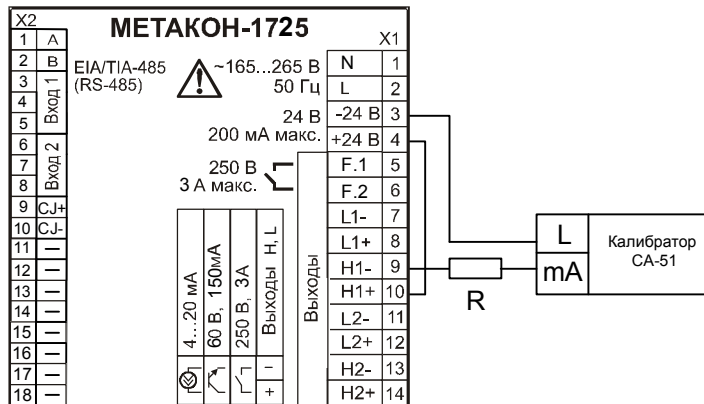 X2
МЕТАКОН-1725
X1
1 A
2 B
3
4
5
Вход 1
6
7
8
Вход 2
9 CJ+
10 CJ-
11 –
12 –
13 –
14 –
15 –
16 –
17 –
18 –
EIA/TIA-485
(RS-485)
~165...265 В
50 Гц
24 В
200 мА макс.
250 В
3 А макс.
N 1
L 2
-24 В 3
+24 В 4
F.1 5
F.2 6
L1- 7
L1+ 8
H1- 9
H1+ 10
L2- 11
L2+ 12
H2- 13
H2+ 14
Выходы
4...20 мА
60 В, 150мА
250 В, 3А
Выходы H, L
–
+
R
L
mA
Калибратор
СА-51